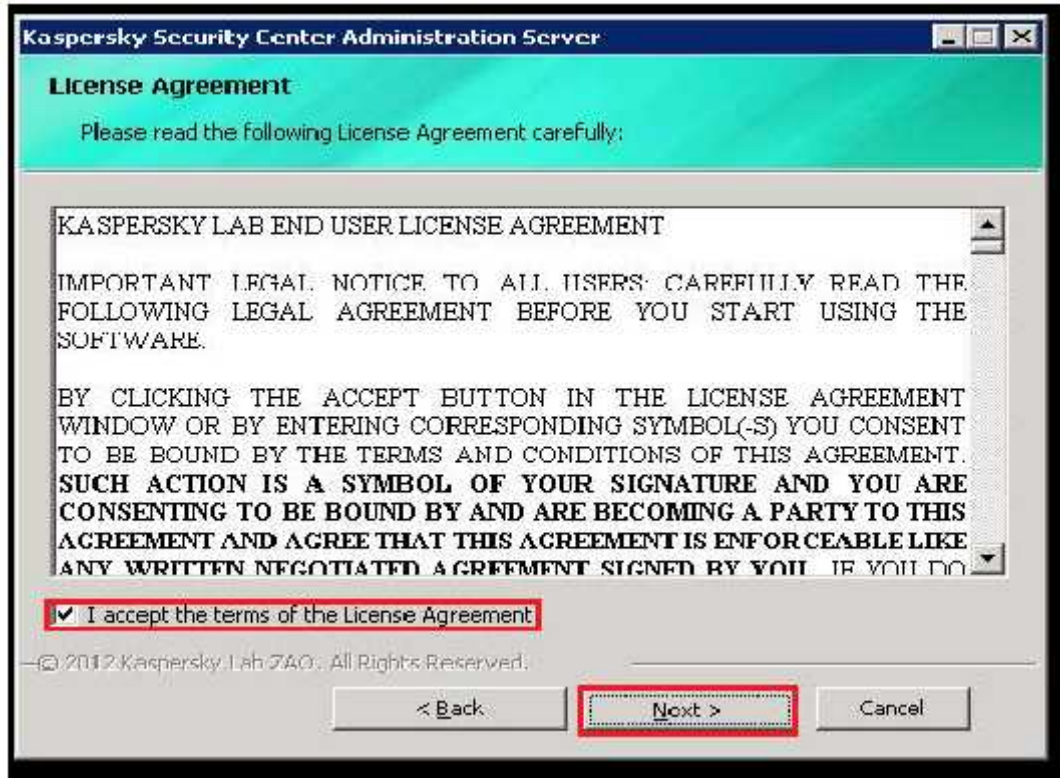 Kaspersky Security Center Administration Server
License Agreement
Please read the following License Agreement carefully:
KASPERSKY LAB END USER LICENSE AGREEMENT
IMPORTANT LEGAL NOTICE TO ALL USERS: CAREFULLY READ THE
FOLLOWING LEGAL AGREEMENT BEFORE YOU START USING THE
SOFTWARE.
BY CLICKING THE ACCEPT BUTTON IN THE LICENSE AGREEMENT
WINDOW OR BY ENTERING CORRESPONDING SYMBOL(-S) YOU CONSENT
TO BE BOUND BY THE TERMS AND CONDITIONS OF THIS AGREEMENT.
SUCH ACTION IS A SYMBOL OF YOUR SIGNATURE AND YOU ARE
CONSENTING TO BE BOUND BY AND ARE BECOMING A PARTY TO THIS
AGREEMENT AND AGREE THAT THIS AGREEMENT IS ENFORCEABLE LIKE
ANY WRITTEN NEGOTIATED AGREEMENT SIGNED BY YOU. IF YOU DO
I accept the terms of the License Agreement
© 2012 Kaspersky Lab ZAO. All Rights Reserved.
< Back Next > Cancel